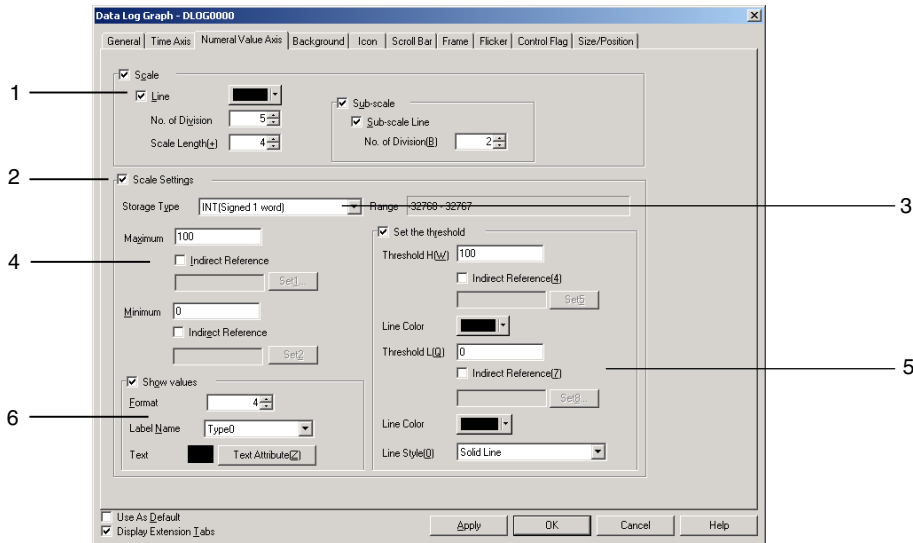 Data Log Graph - DLOG0000
General Time Axis Numeral Value Axis Background Icon Scroll Bar Frame Flicker Control Flag Size/Position
Scale
1
Line
No. of Division 5
Scale Length(+) 4
Sub-scale
Sub-scale Line
No. of Division(B) 2
2
Scale Settings
Storage Type INT(Signed 1 word) Range -32768 - 32767
3
Maximum 100
Indirect Reference
Set1...
4
Minimum 0
Indirect Reference
Set2
Set the threshold
Threshold H(W) 100
Indirect Reference(4)
Set5
Line Color
Threshold L(Q) 0
Indirect Reference(7)
5
Set8...
Line Color
Line Style(0) Solid Line
Show values
Format 4
6
Label Name Type0
Text Text Attribute(Z)
Use As Default
Display Extension Tabs
Apply OK Cancel Help